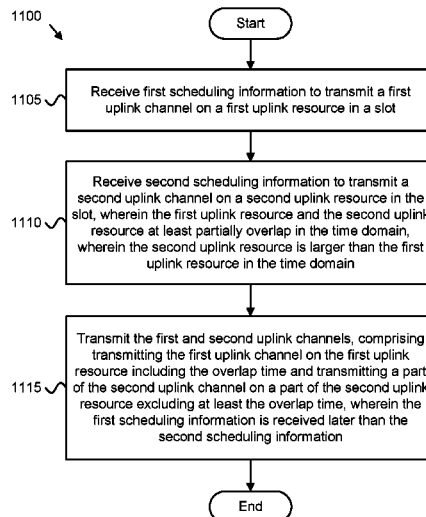 1100
Start
1105
Receive first scheduling information to transmit a first
uplink channel on a first uplink resource in a slot
1110
Receive second scheduling information to transmit a
second uplink channel on a second uplink resource in the
slot, wherein the first uplink resource and the second uplink
resource at least partially overlap in the time domain,
wherein the second uplink resource is larger than the first
uplink resource in the time domain
1115
Transmit the first and second uplink channels, comprising
transmitting the first uplink channel on the first uplink
resource including the overlap time and transmitting a part
of the second uplink channel on a part of the second uplink
resource excluding at least the overlap time, wherein the
first scheduling information is received later than the
second scheduling information
End